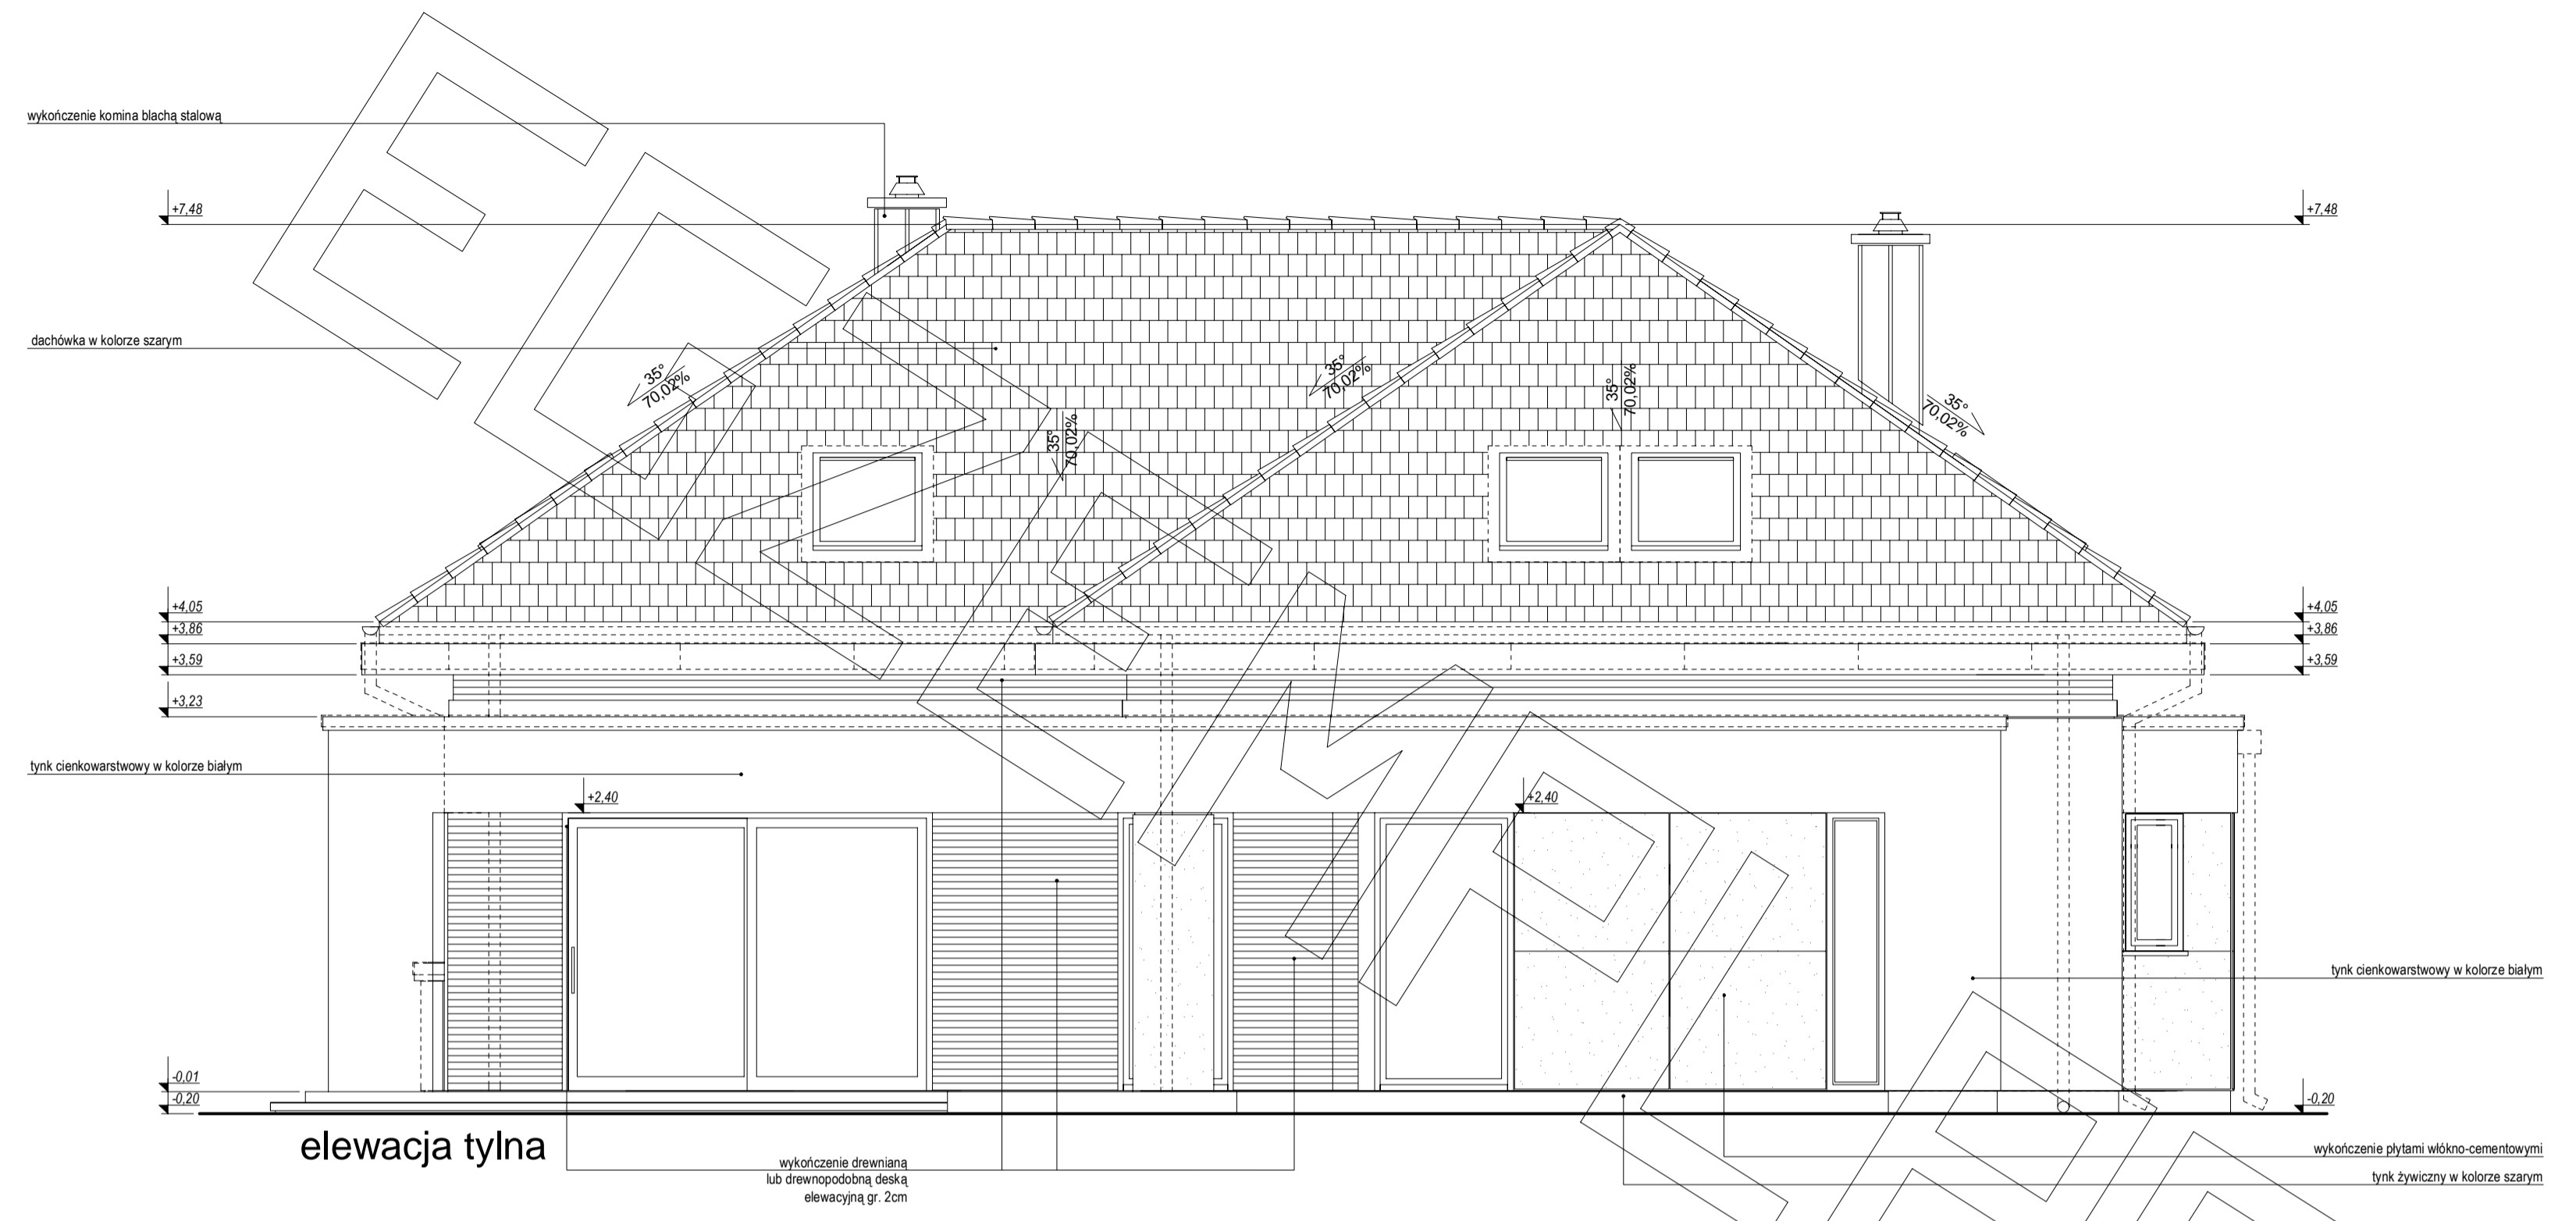 wykończenie komina blachą stalową
+7,48
+7,48
dachówka w kolorze szarym
35°
70,02%
35°
70,02%
35°
70,02%
35°
70,02%
35°
70,02%
+4,05
+3,86
+3,59
+3,23
+4,05
+3,86
+3,59
tynk cienkowarstwowy w kolorze białym
+2,40
+2,40
tynk cienkowarstwowy w kolorze białym
-0,01
-0,20
-0,20
elewacja tylna
wykończenie drewnianą
lub drewnopodobną deską
elewacyjną gr. 2cm
wykończenie płytami włókno-cementowymi
tynk żywiczny w kolorze szarym